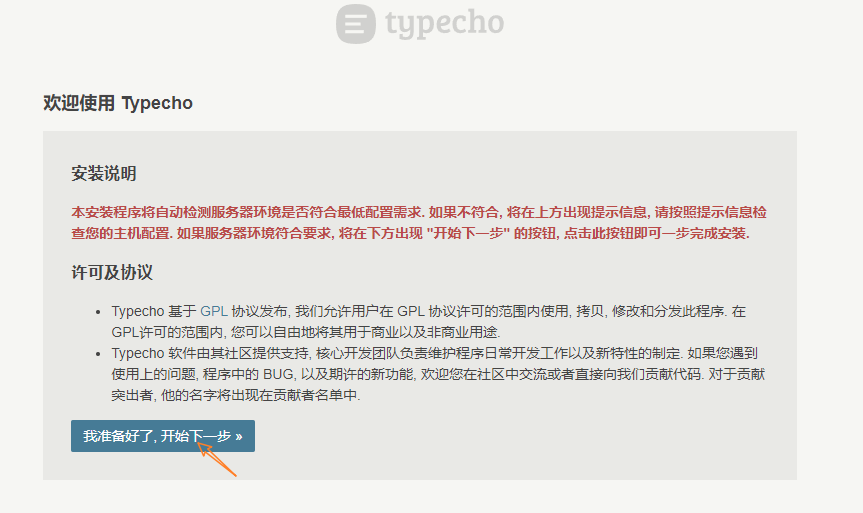 typecho
欢迎使用 Typecho
安装说明
本安装程序将自动检测服务器环境是否符合最低配置需求. 如果不符合, 将在上方出现提示信息, 请按照提示信息检
查您的主机配置. 如果服务器环境符合要求, 将在下方出现 "开始下一步" 的按钮, 点击此按钮即可一步完成安装.
许可及协议
• Typecho 基于 GPL 协议发布, 我们允许用户在 GPL 协议许可的范围内使用, 拷贝, 修改和分发此程序. 在
GPL许可的范围内, 您可以自由地将其用于商业以及非商业用途.
• Typecho 软件由其社区提供支持, 核心开发团队负责维护程序日常开发工作以及新特性的制定. 如果您遇到
使用上的问题, 程序中的 BUG, 以及期许的新功能, 欢迎您在社区中交流或者直接向我们贡献代码. 对于贡献
突出者, 他的名字将出现在贡献者名单中.
我准备好了, 开始下一步 »